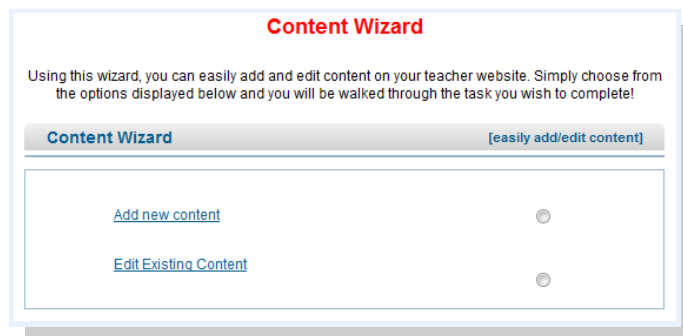 Content Wizard
Using this wizard, you can easily add and edit content on your teacher website. Simply choose from
the options displayed below and you will be walked through the task you wish to complete!
Content Wizard [easily add/edit content]
Add new content
Edit Existing Content